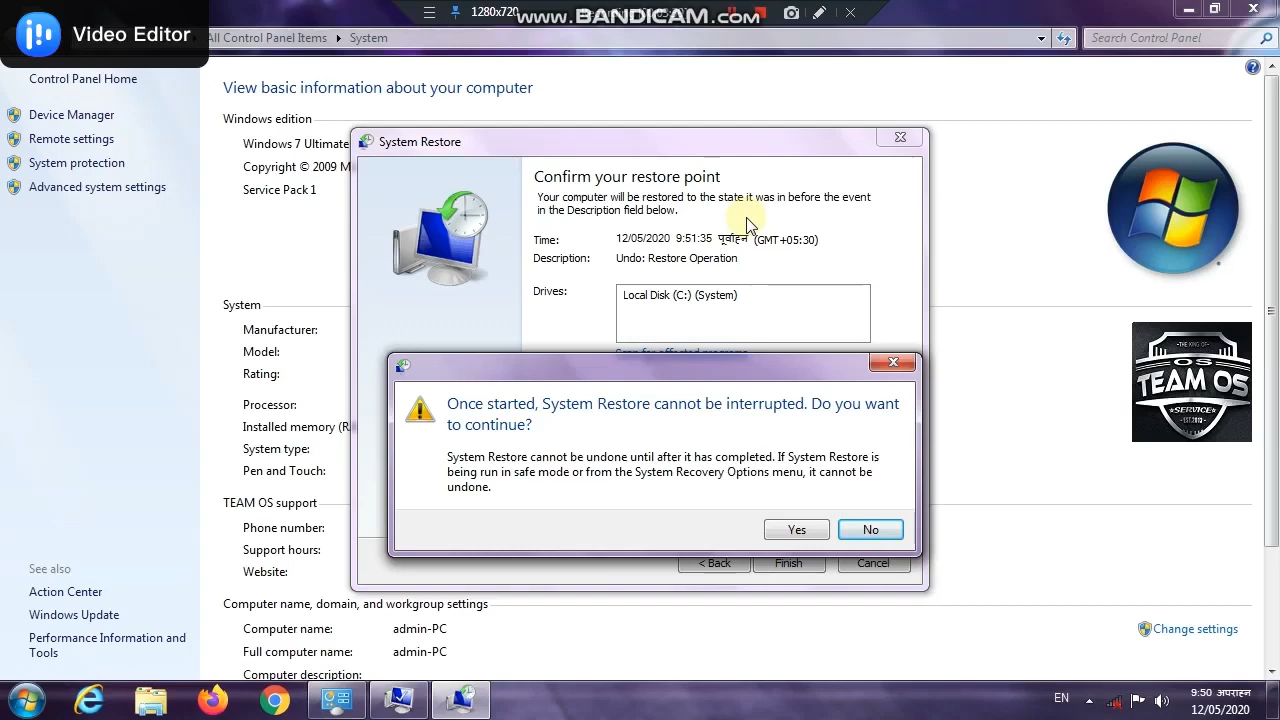 1280x720
www.BANDICAM.com
Video Editor
All Control Panel Items
System
Search Control Panel
Control Panel Home
Device Manager
Remote settings
System protection
Advanced system settings
See also
Action Center
Windows Update
Performance Information and
Tools
View basic information about your computer
Windows edition
Windows 7 Ultimate
Copyright © 2009 M
Service Pack 1
System
Manufacturer:
Model:
Rating:
Processor:
Installed memory (R
System type:
Pen and Touch:
TEAM OS support
Phone number:
Support hours:
Website:
Computer name, domain, and workgroup settings
Computer name: admin-PC
Full computer name: admin-PC
Computer description:
Change settings
THE KING OF
OS
TEAM OS
SERVICE
System Restore
Confirm your restore point
Your computer will be restored to the state it was in before the event
in the Description field below.
Time: 12/05/2020 9:51:35 पूर्वाह्न (GMT+05:30)
Description: Undo: Restore Operation
Drives: Local Disk (C:) (System)
Scan for affected programs
Once started, System Restore cannot be interrupted. Do you want
to continue?
System Restore cannot be undone until after it has completed. If System Restore is
being run in safe mode or from the System Recovery Options menu, it cannot be
undone.
Yes No
< Back Finish Cancel
EN
9:50 अपराह्न
12/05/2020